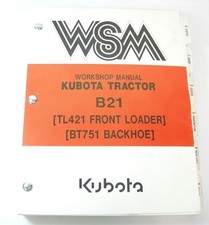 WSM
WORKSHOP MANUAL
KUBOTA TRACTOR
B21
[TL421 FRONT LOADER]
[BT751 BACKHOE]
Kubota